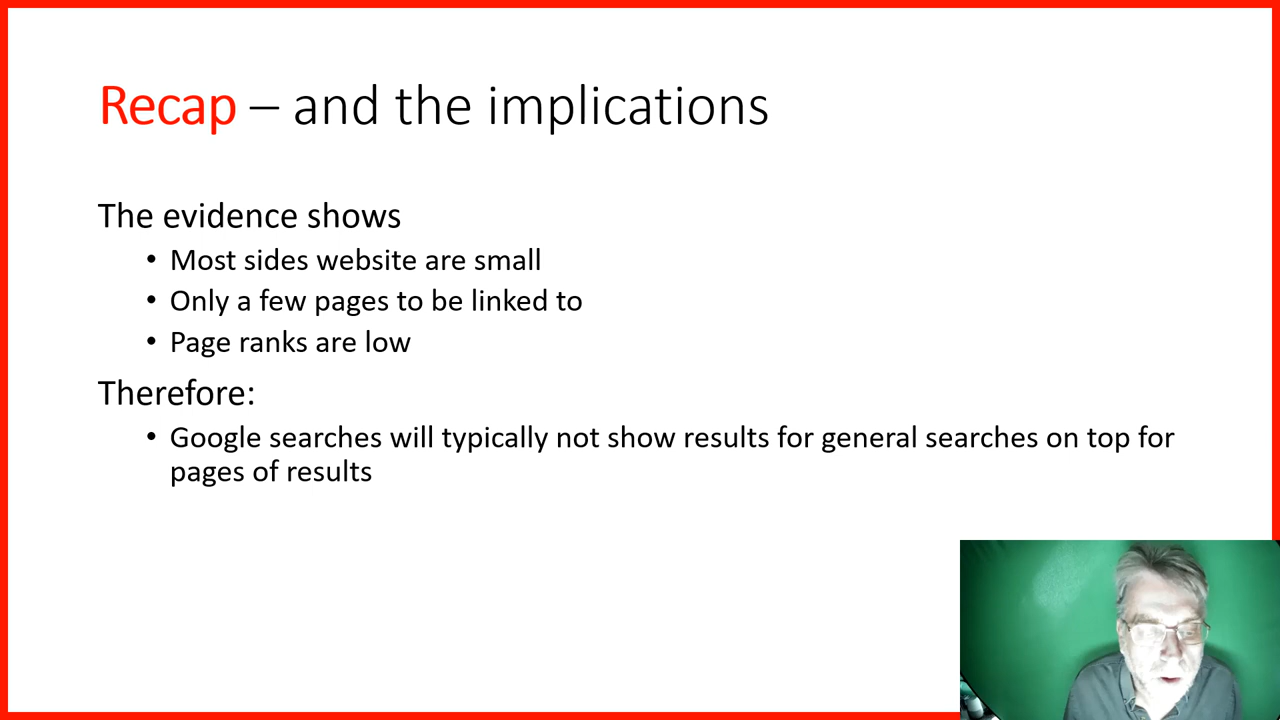 Recap – and the implications
The evidence shows
• Most sides website are small
• Only a few pages to be linked to
• Page ranks are low
Therefore:
• Google searches will typically not show results for general searches on top for
pages of results